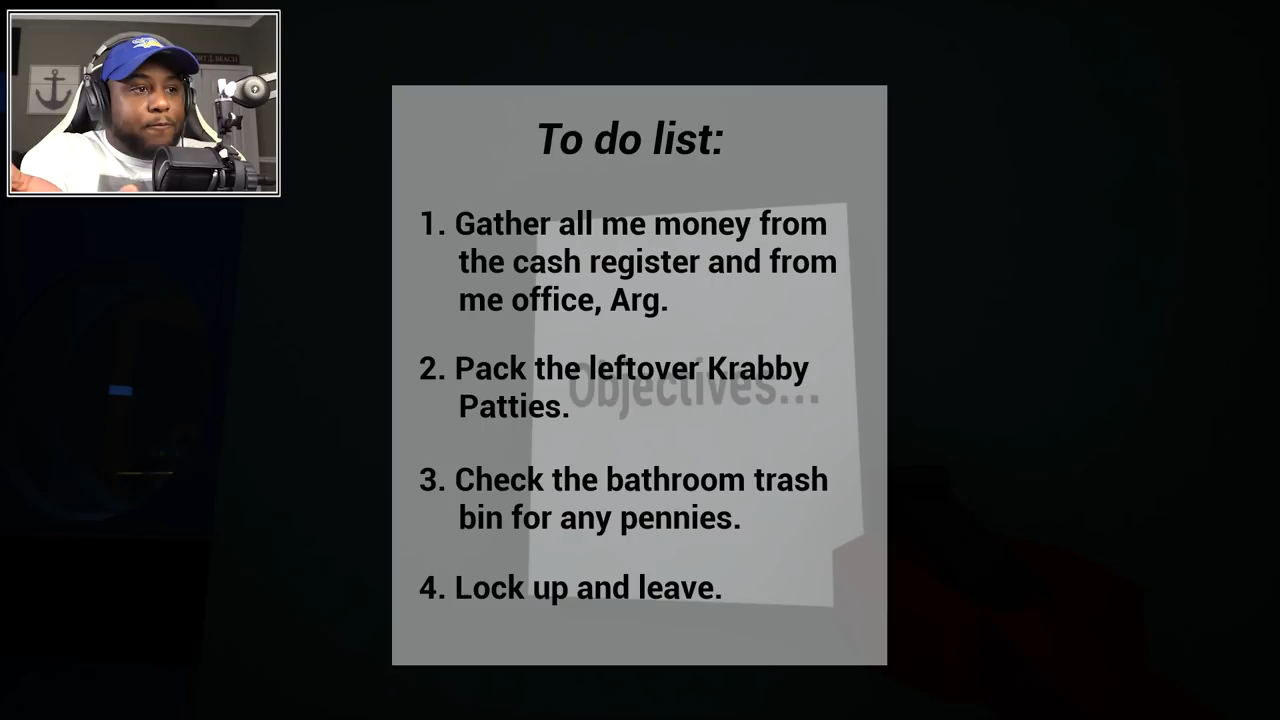 To do list:
1. Gather all me money from
the cash register and from
me office, Arg.
2. Pack the leftover Krabby
Patties.
Objectives...
3. Check the bathroom trash
bin for any pennies.
4. Lock up and leave.